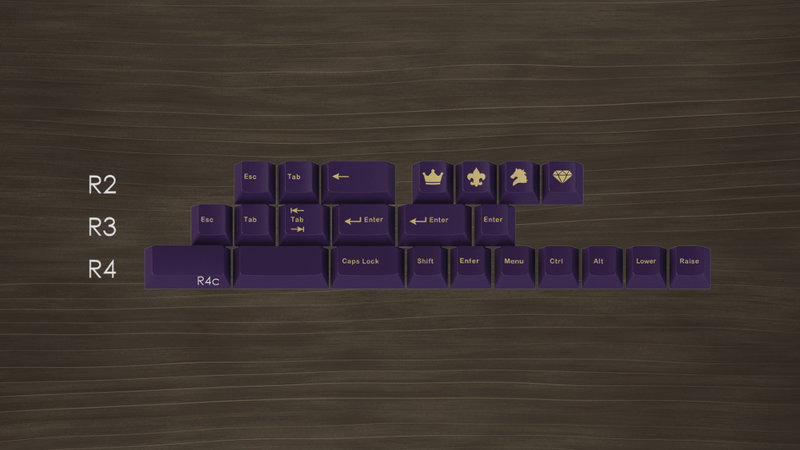 R2
Esc Tab
R3
Esc Tab Tab Enter Enter Enter
R4
R4c Caps Lock Shift Enter Menu Ctrl Alt Lower Raise